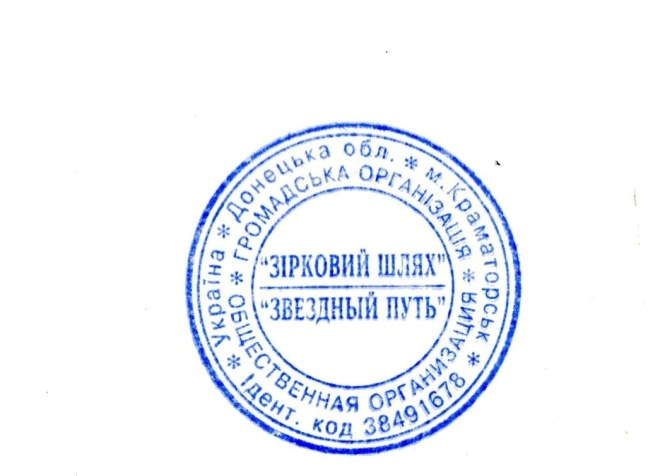 * Україна * Донецька обл. * м. Краматорськ
* Ідент. код 38491678
* ГРОМАДСЬКА ОРГАНІЗАЦІЯ
* ОБЩЕСТВЕННАЯ ОРГАНИЗАЦИЯ
"ЗІРКОВИЙ ШЛЯХ"
"ЗВЕЗДНЫЙ ПУТЬ"